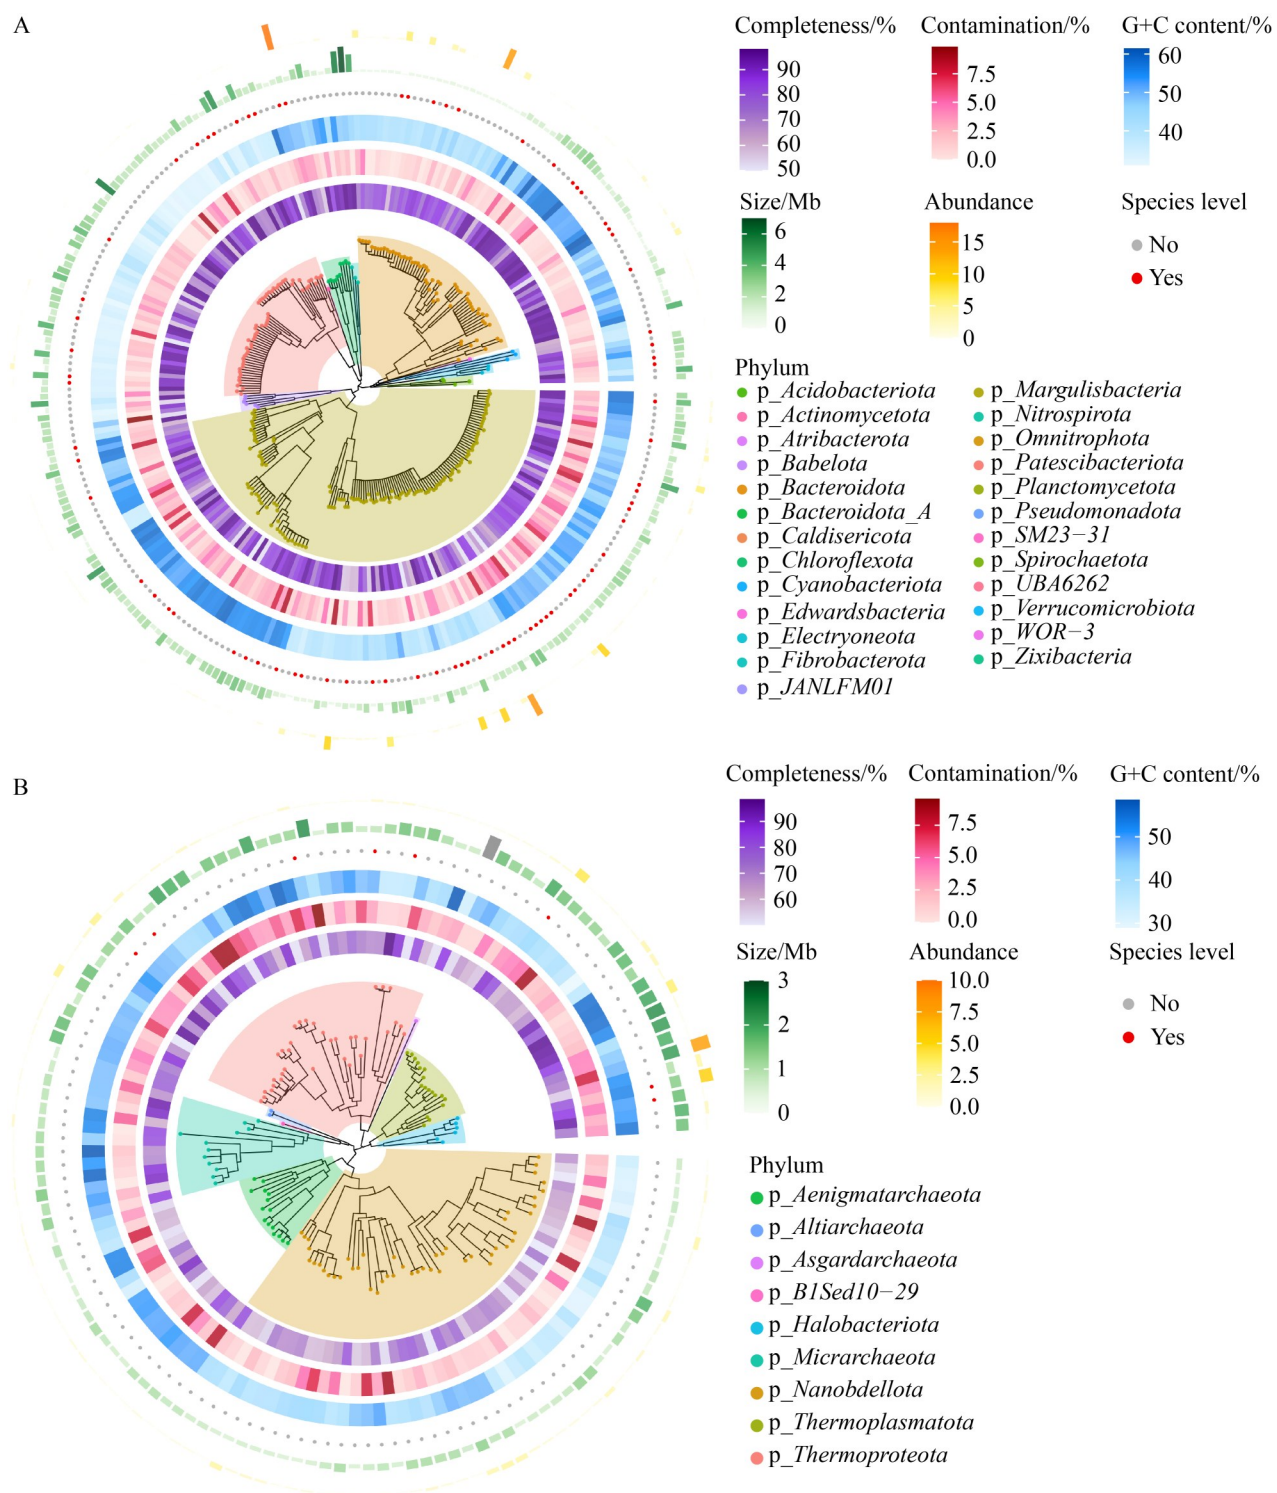 A
Completeness/% Contamination/% G+C content/%
90
80
70
60
50
7.5
5.0
2.5
0.0
60
50
40
Size/Mb Abundance Species level
6
4
2
0
15
10
5
0
No
Yes
Phylum
p_Acidobacteriota
p_Actinomycetota
p_Atribacterota
p_Babelota
p_Bacteroidota
p_Bacteroidota_A
p_Caldisericota
p_Chloroflexota
p_Cyanobacteriota
p_Edwardsbacteria
p_Electryoneota
p_Fibrobacterota
p_JANLFM01
p_Margulisbacteria
p_Nitrospirota
p_Omnitrophota
p_Patescibacteriota
p_Planctomycetota
p_Pseudomonadota
p_SM23−31
p_Spirochaetota
p_UBA6262
p_Verrucomicrobiota
p_WOR−3
p_Zixibacteria
B
Completeness/% Contamination/% G+C content/%
90
80
70
60
7.5
5.0
2.5
0.0
50
40
30
Size/Mb Abundance Species level
3
2
1
0
10.0
7.5
5.0
2.5
0.0
No
Yes
Phylum
p_Aenigmatarchaeota
p_Altiarchaeota
p_Asgardarchaeota
p_B1Sed10−29
p_Halobacteriota
p_Micrarchaeota
p_Nanobdellota
p_Thermoplasmatota
p_Thermoproteota